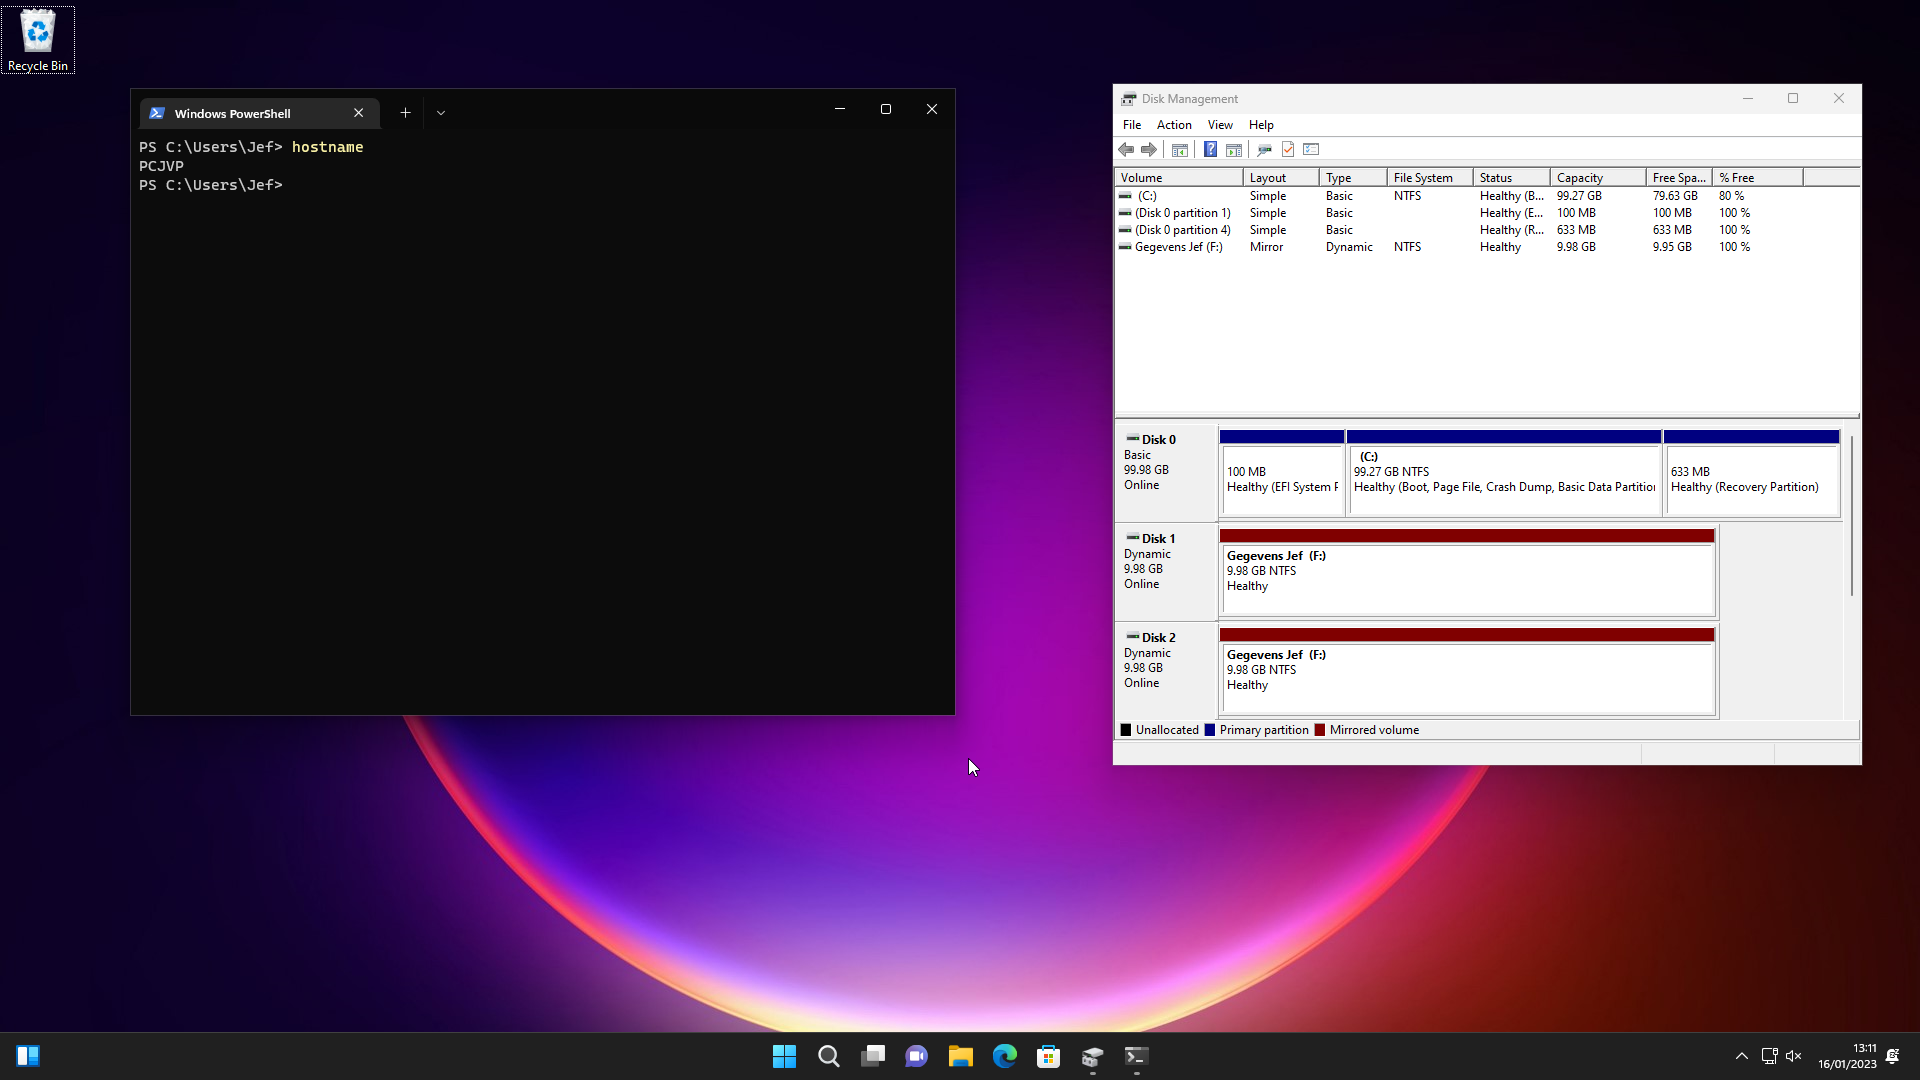 Recycle Bin
Windows PowerShell
PS C:\Users\Jef> hostname
PCJVP
PS C:\Users\Jef>
Disk Management
File Action View Help
Volume Layout Type File System Status Capacity Free Spa... % Free
(C:) Simple Basic NTFS Healthy (B... 99.27 GB 79.63 GB 80 %
(Disk 0 partition 1) Simple Basic Healthy (E... 100 MB 100 MB 100 %
(Disk 0 partition 4) Simple Basic Healthy (R... 633 MB 633 MB 100 %
Gegevens Jef (F:) Mirror Dynamic NTFS Healthy 9.98 GB 9.95 GB 100 %
Disk 0
Basic
99.98 GB
Online
100 MB
Healthy (EFI System P
(C:)
99.27 GB NTFS
Healthy (Boot, Page File, Crash Dump, Basic Data Partition
633 MB
Healthy (Recovery Partition)
Disk 1
Dynamic
9.98 GB
Online
Gegevens Jef (F:)
9.98 GB NTFS
Healthy
Disk 2
Dynamic
9.98 GB
Online
Gegevens Jef (F:)
9.98 GB NTFS
Healthy
Unallocated Primary partition Mirrored volume
13:11
16/01/2023